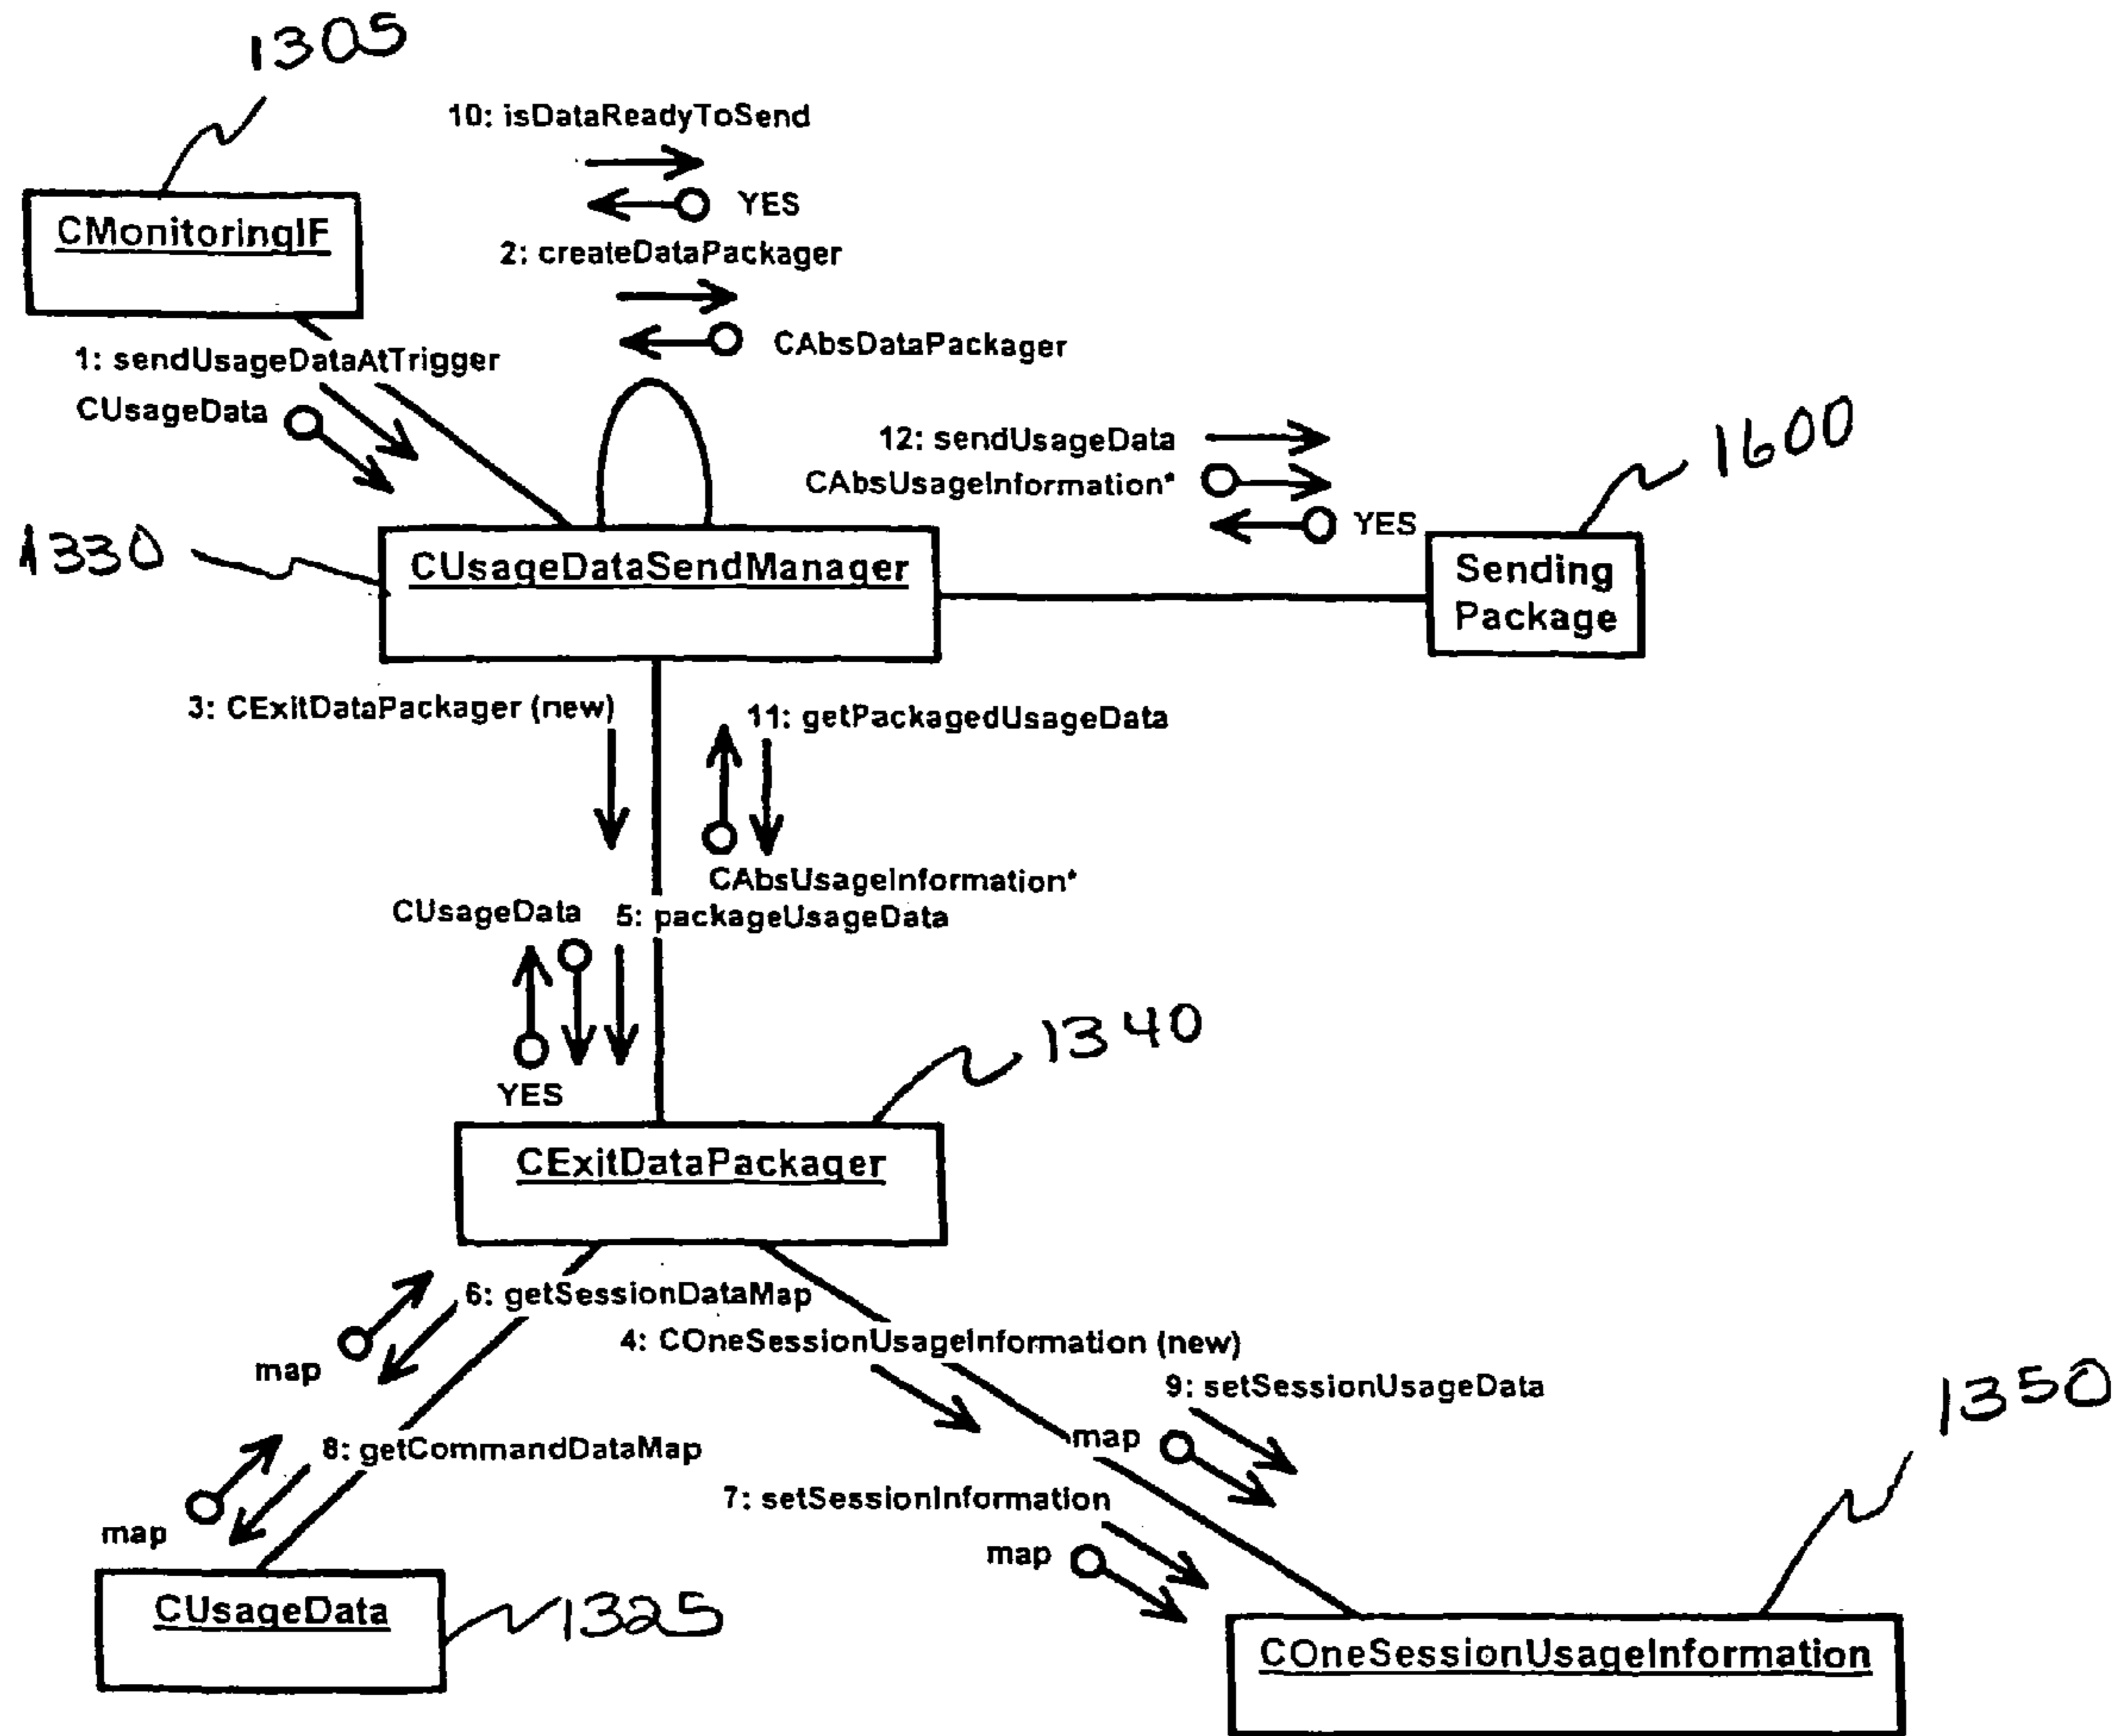 1305
10: isDataReadyToSend
YES
CMonitoringIF
2: createDataPackager
CAbsDataPackager
1: sendUsageDataAtTrigger
CUsageData
12: sendUsageData
CAbsUsageInformation*
YES
1600
1330
CUsageDataSendManager
Sending
Package
3: CExitDataPackager (new)
11: getPackagedUsageData
CAbsUsageInformation*
CUsageData
5: packageUsageData
YES
1340
CExitDataPackager
6: getSessionDataMap
map
4: COneSessionUsageInformation (new)
9: setSessionUsageData
map
1350
8: getCommandDataMap
map
7: setSessionInformation
map
CUsageData
1325
COneSessionUsageInformation